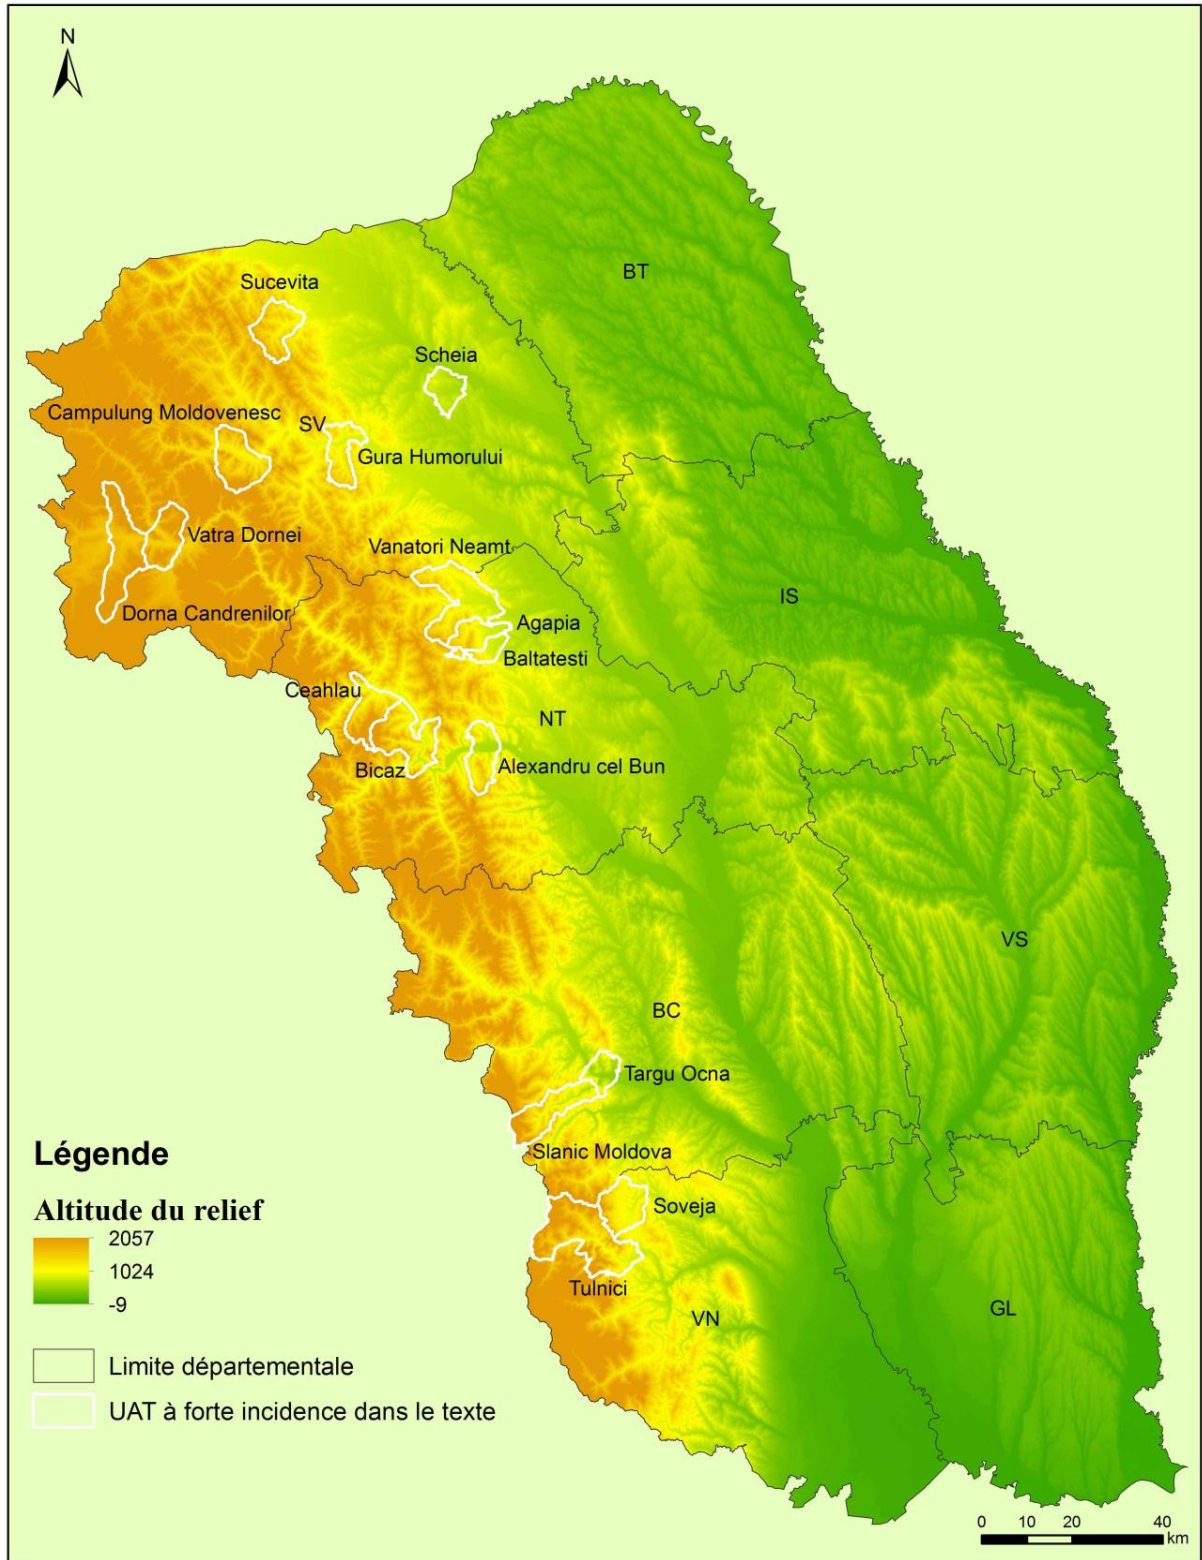 N
BT
Sucevita
Scheia
Campulung Moldovenesc
SV
Gura Humorului
Vatra Dornei
Vanatori Neamt
IS
Dorna Candrenilor
Agapia
Baltatesti
Ceahlau
NT
Bicaz
Alexandru cel Bun
VS
BC
Targu Ocna
Slanic Moldova
Soveja
Tulnici
VN
GL
Légende
Altitude du relief
2057
1024
-9
Limite départementale
UAT à forte incidence dans le texte
0 10 20 40
km